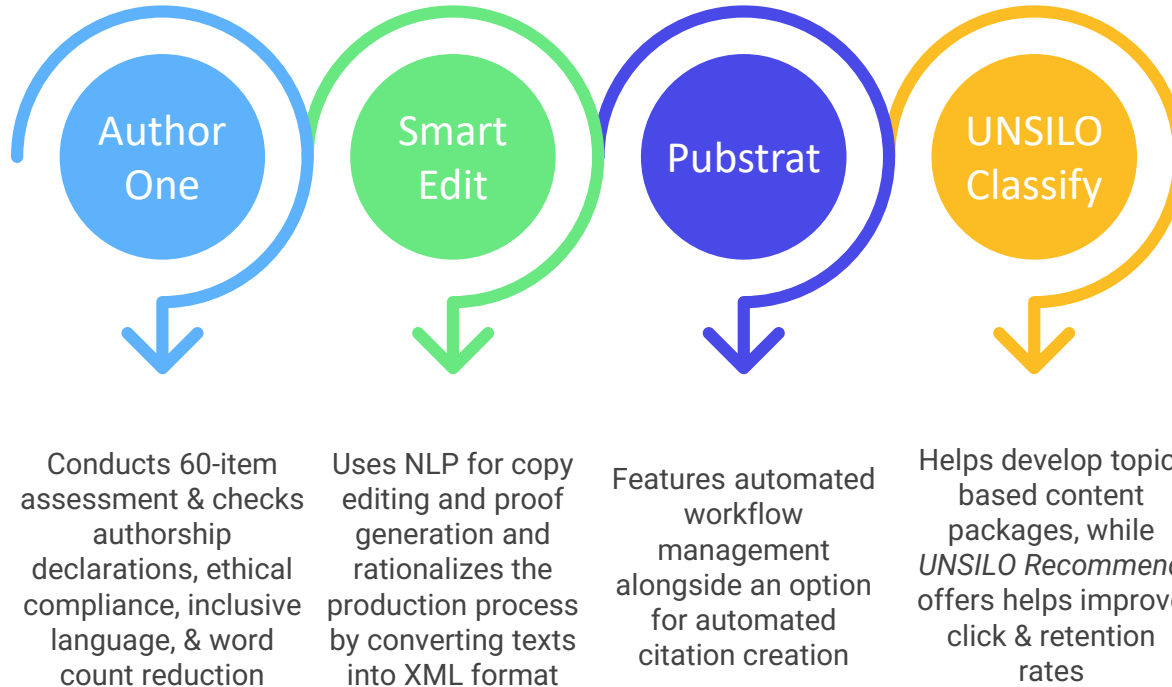 Author
One
Smart
Edit
Pubstrat
UNSILO
Classify
Conducts 60-item
assessment & checks
authorship
declarations, ethical
compliance, inclusive
language, & word
count reduction
Uses NLP for copy
editing and proof
generation and
rationalizes the
production process
by converting texts
into XML format
Features automated
workflow
management
alongside an option
for automated
citation creation
Helps develop topic
based content
packages, while
UNSILO Recommend
offers helps improve
click & retention
rates